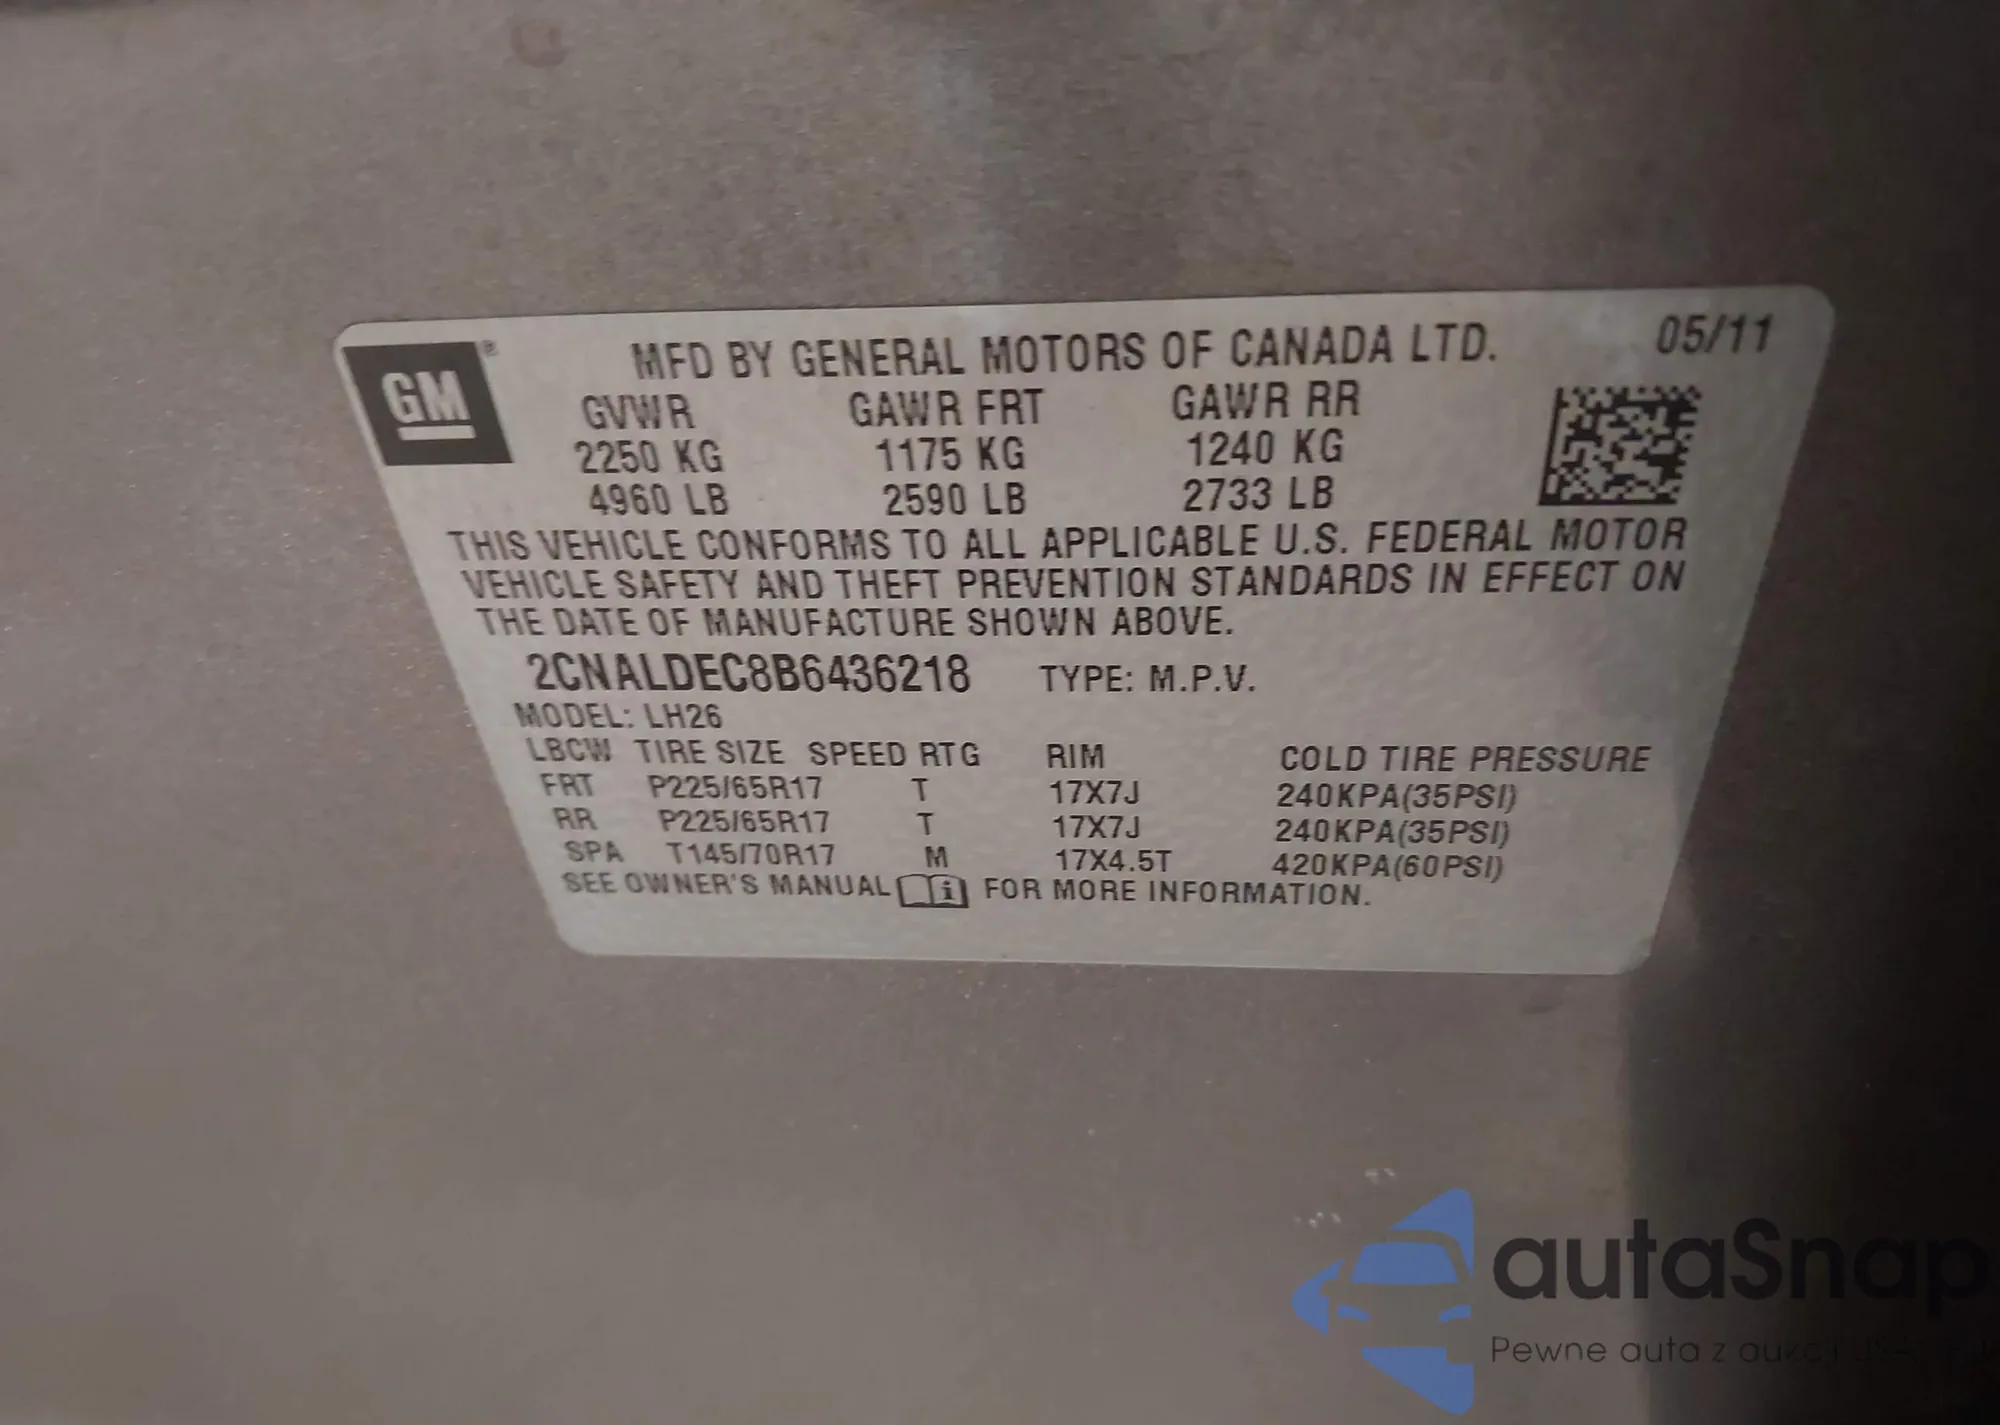 GM®
MFD BY GENERAL MOTORS OF CANADA LTD. 05/11
GVWR GAWR FRT GAWR RR
2250 KG 1175 KG 1240 KG
4960 LB 2590 LB 2733 LB
THIS VEHICLE CONFORMS TO ALL APPLICABLE U.S. FEDERAL MOTOR
VEHICLE SAFETY AND THEFT PREVENTION STANDARDS IN EFFECT ON
THE DATE OF MANUFACTURE SHOWN ABOVE.
2CNALDEC8B6436218 TYPE: M.P.V.
MODEL: LH26
LBCW TIRE SIZE SPEED RTG RIM COLD TIRE PRESSURE
FRT P225/65R17 T 17X7J 240KPA(35PSI)
RR P225/65R17 T 17X7J 240KPA(35PSI)
SPA T145/70R17 M 17X4.5T 420KPA(60PSI)
SEE OWNER'S MANUAL i FOR MORE INFORMATION.
autaSnap
Pewne auta z